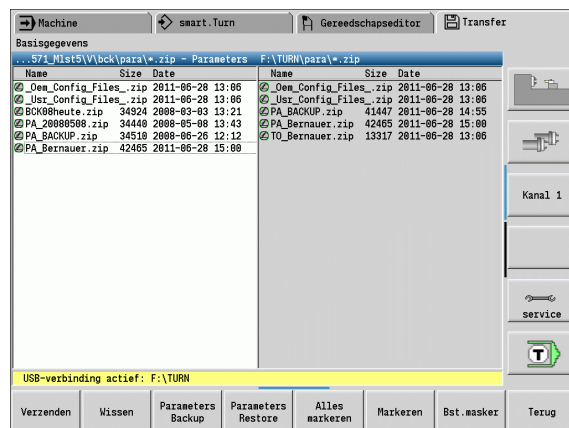 Machine
smart.Turn
Gereedschapseditor
Transfer
Basisgegevens
...571_M1st5\V\bck\para\*.zip - Parameters F:\TURN\para\*.zip
Name Size Date
_Oem_Config_Files_.zip 2011-06-28 13:06
_Usr_Config_Files_.zip 2011-06-28 13:06
BCK08heute.zip 34924 2008-03-03 13:21
PA_20080508.zip 34440 2008-05-08 13:43
PA_BACKUP.zip 34510 2008-06-26 12:12
PA_Bernauer.zip 42465 2011-06-28 15:00
Name Size Date
_Oem_Config_Files_.zip 2011-06-28 13:06
_Usr_Config_Files_.zip 2011-06-28 13:06
PA_BACKUP.zip 41447 2011-06-28 14:55
PA_Bernauer.zip 42465 2011-06-28 15:00
TO_Bernauer.zip 13317 2011-06-28 13:06
Kanal 1
service
T
USB-verbinding actief: F:\TURN
Verzenden
Wissen
Parameters
Backup
Parameters
Restore
Alles
markeren
Markeren
Bst.masker
Terug